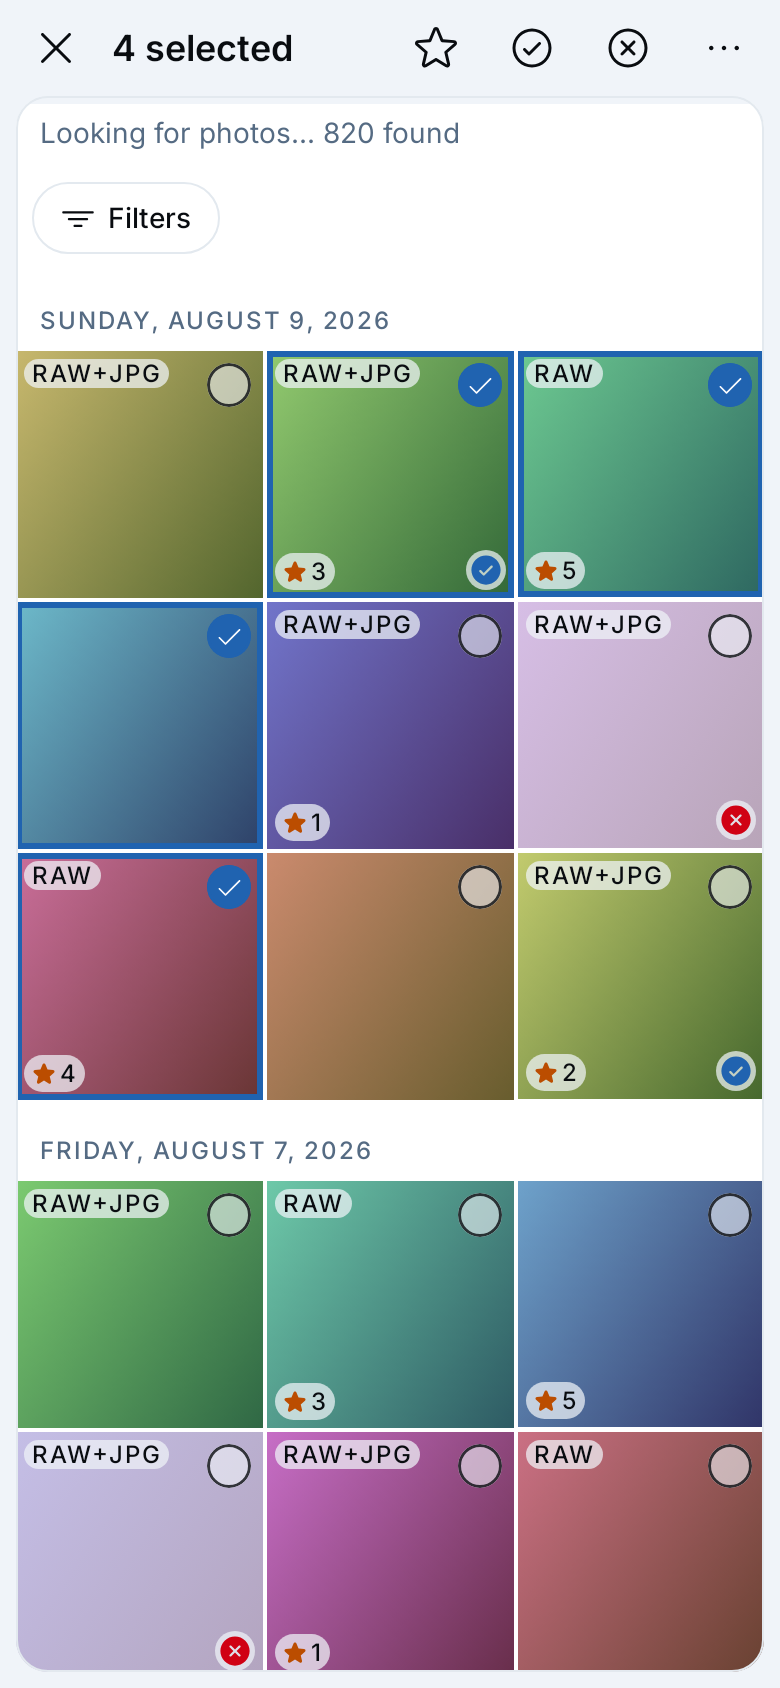 4 selected
Looking for photos... 820 found
Filters
SUNDAY, AUGUST 9, 2026
RAW+JPG
RAW+JPG
3
RAW
5
RAW+JPG
1
RAW+JPG
RAW
4
RAW+JPG
2
FRIDAY, AUGUST 7, 2026
RAW+JPG
RAW
3
5
RAW+JPG
RAW+JPG
1
RAW